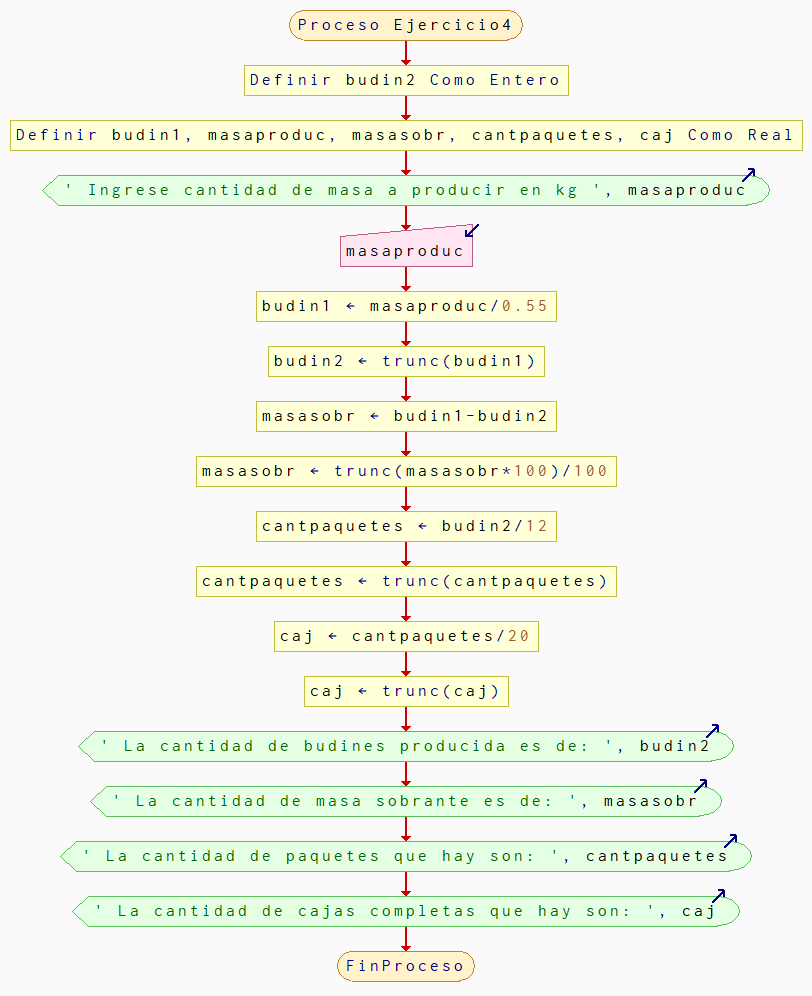 Proceso Ejercicio4
Definir budin2 Como Entero
Definir budin1, masaproduc, masasobr, cantpaquetes, caj Como Real
' Ingrese cantidad de masa a producir en kg ', masaproduc
masaproduc
budin1 ← masaproduc/0.55
budin2 ← trunc(budin1)
masasobr ← budin1-budin2
masasobr ← trunc(masasobr*100)/100
cantpaquetes ← budin2/12
cantpaquetes ← trunc(cantpaquetes)
caj ← cantpaquetes/20
caj ← trunc(caj)
' La cantidad de budines producida es de: ', budin2
' La cantidad de masa sobrante es de: ', masasobr
' La cantidad de paquetes que hay son: ', cantpaquetes
' La cantidad de cajas completas que hay son: ', caj
FinProceso